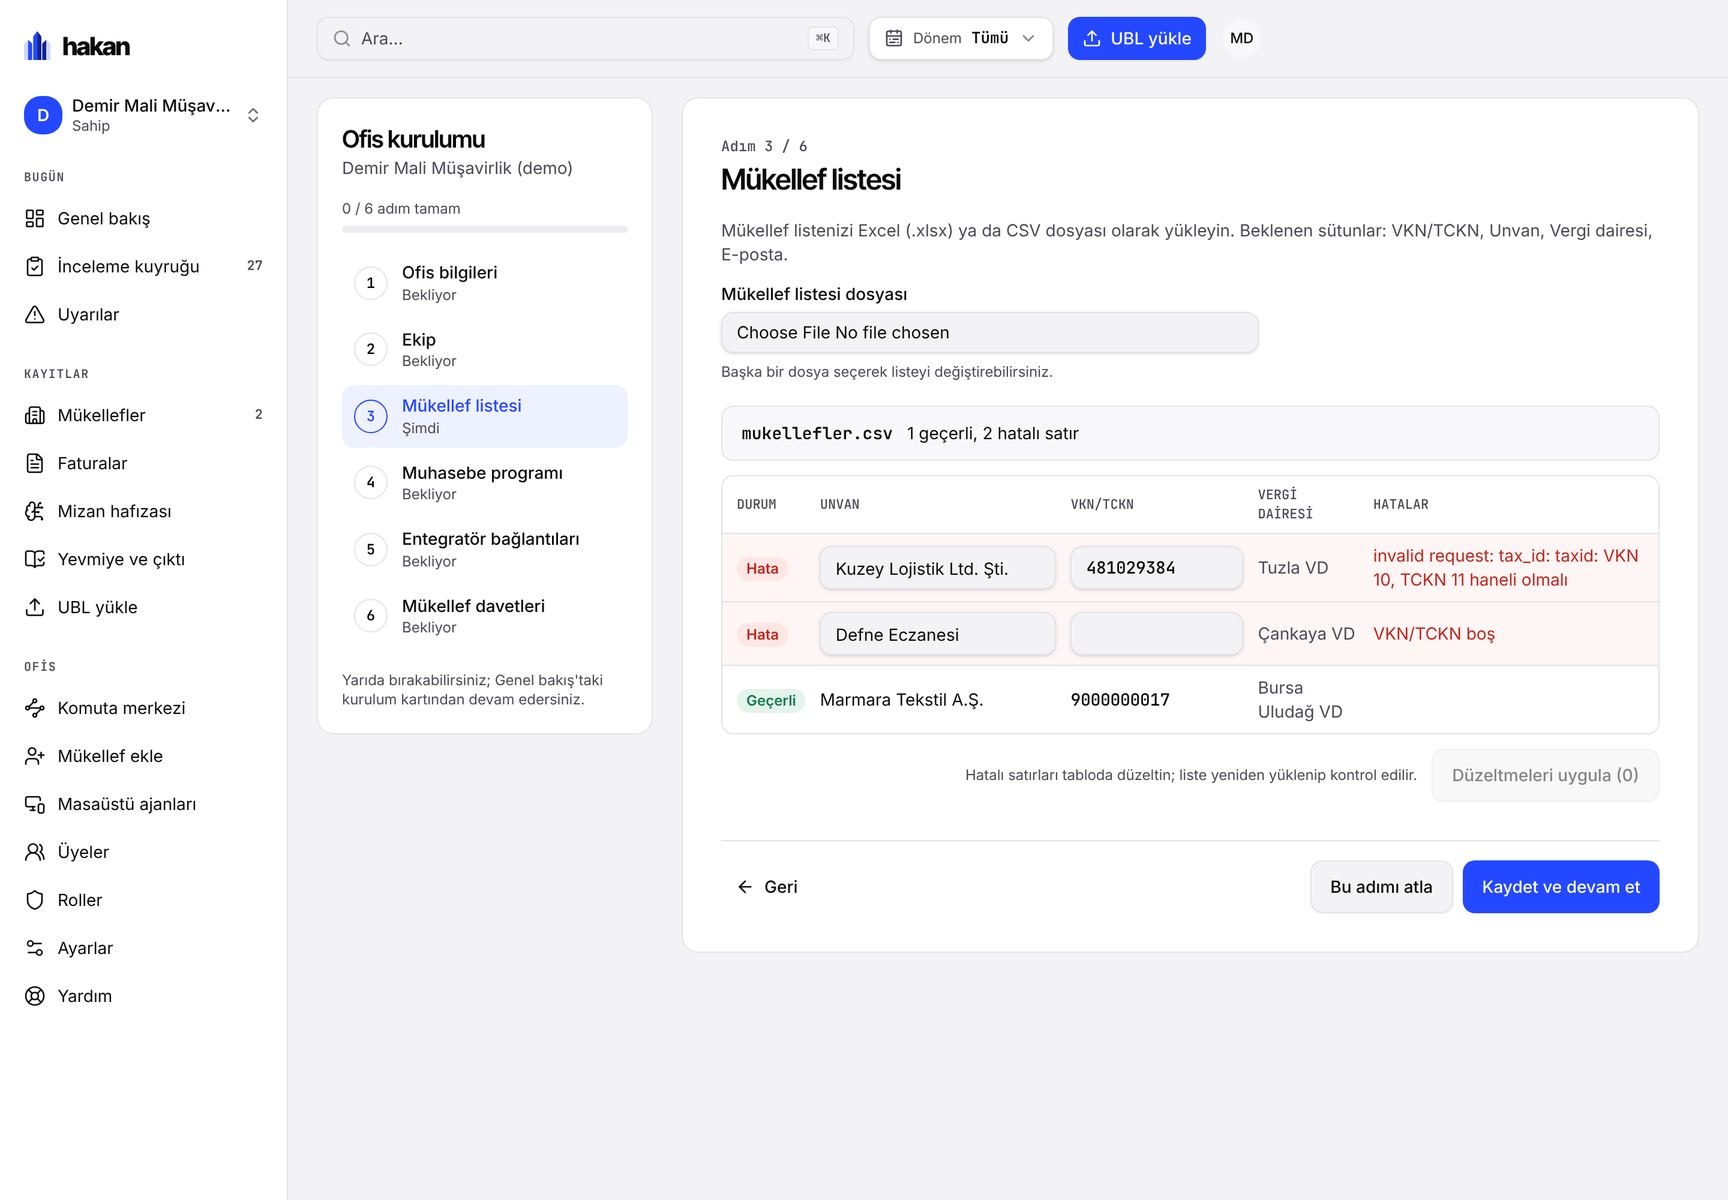 hakan
Ara...
⌘K
Dönem Tümü
UBL yükle
MD
D
Demir Mali Müşav...
Sahip
BUGÜN
Genel bakış
İnceleme kuyruğu 27
Uyarılar
KAYITLAR
Mükellefler 2
Faturalar
Mizan hafızası
Yevmiye ve çıktı
UBL yükle
OFİS
Komuta merkezi
Mükellef ekle
Masaüstü ajanları
Üyeler
Roller
Ayarlar
Yardım
Ofis kurulumu
Demir Mali Müşavirlik (demo)
0 / 6 adım tamam
1 Ofis bilgileri
Bekliyor
2 Ekip
Bekliyor
3 Mükellef listesi
Şimdi
4 Muhasebe programı
Bekliyor
5 Entegratör bağlantıları
Bekliyor
6 Mükellef davetleri
Bekliyor
Yarıda bırakabilirsiniz; Genel bakış'taki
kurulum kartından devam edersiniz.
Adım 3 / 6
Mükellef listesi
Mükellef listenizi Excel (.xlsx) ya da CSV dosyası olarak yükleyin. Beklenen sütunlar: VKN/TCKN, Unvan, Vergi dairesi,
E-posta.
Mükellef listesi dosyası
Choose File No file chosen
Başka bir dosya seçerek listeyi değiştirebilirsiniz.
mukellefler.csv 1 geçerli, 2 hatalı satır
DURUM UNVAN VKN/TCKN VERGİ DAİRESİ HATALAR
Hata Kuzey Lojistik Ltd. Şti. 481029384 Tuzla VD invalid request: tax_id: taxid: VKN
10, TCKN 11 haneli olmalı
Hata Defne Eczanesi Çankaya VD VKN/TCKN boş
Geçerli Marmara Tekstil A.Ş. 9000000017 Bursa
Uludağ VD
Hatalı satırları tabloda düzeltin; liste yeniden yüklenip kontrol edilir. Düzeltmeleri uygula (0)
Geri
Bu adımı atla
Kaydet ve devam et